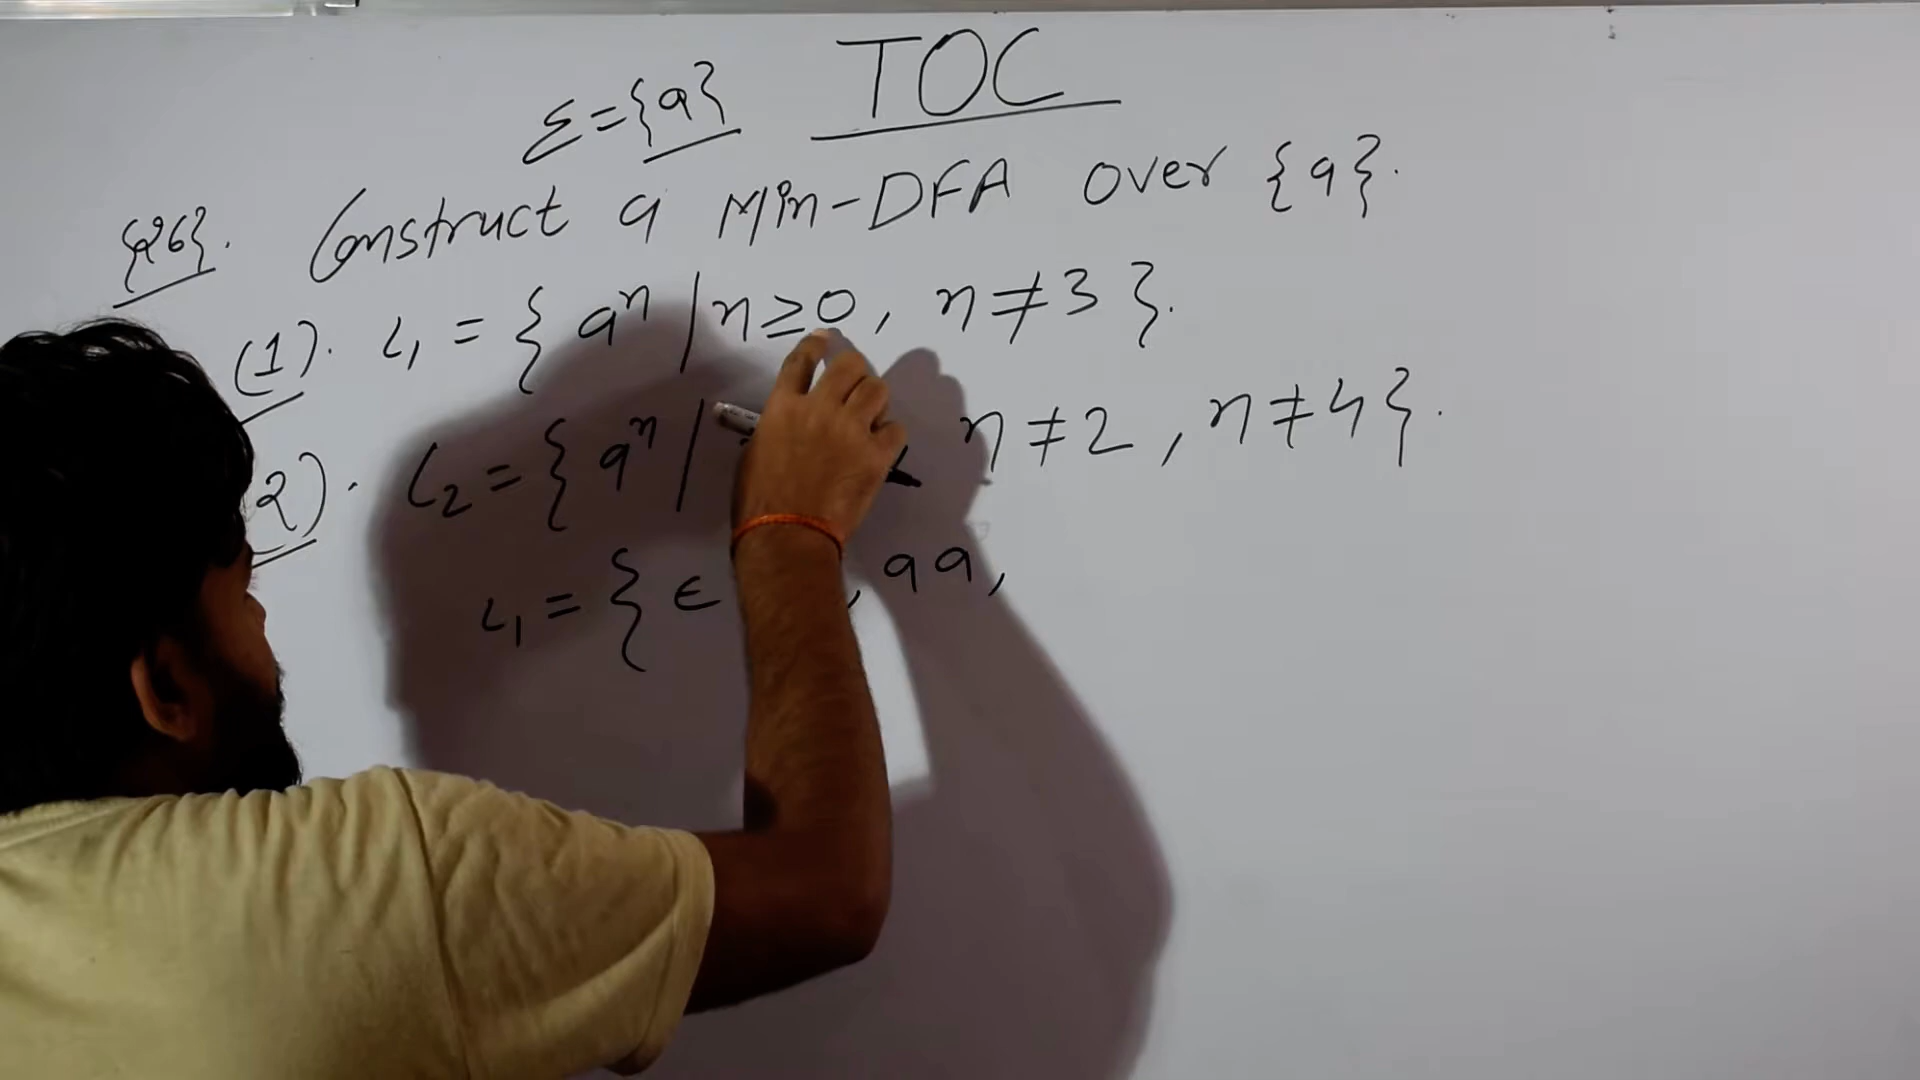 TOC
Σ={a}
{26}. Construct a Min-DFA over {a}.
(1). L₁ = { aⁿ / n≥0, n≠3 }.
2). L₂ = { aⁿ / n≠2, n≠4 }.
L₁ = { ϵ , aa,